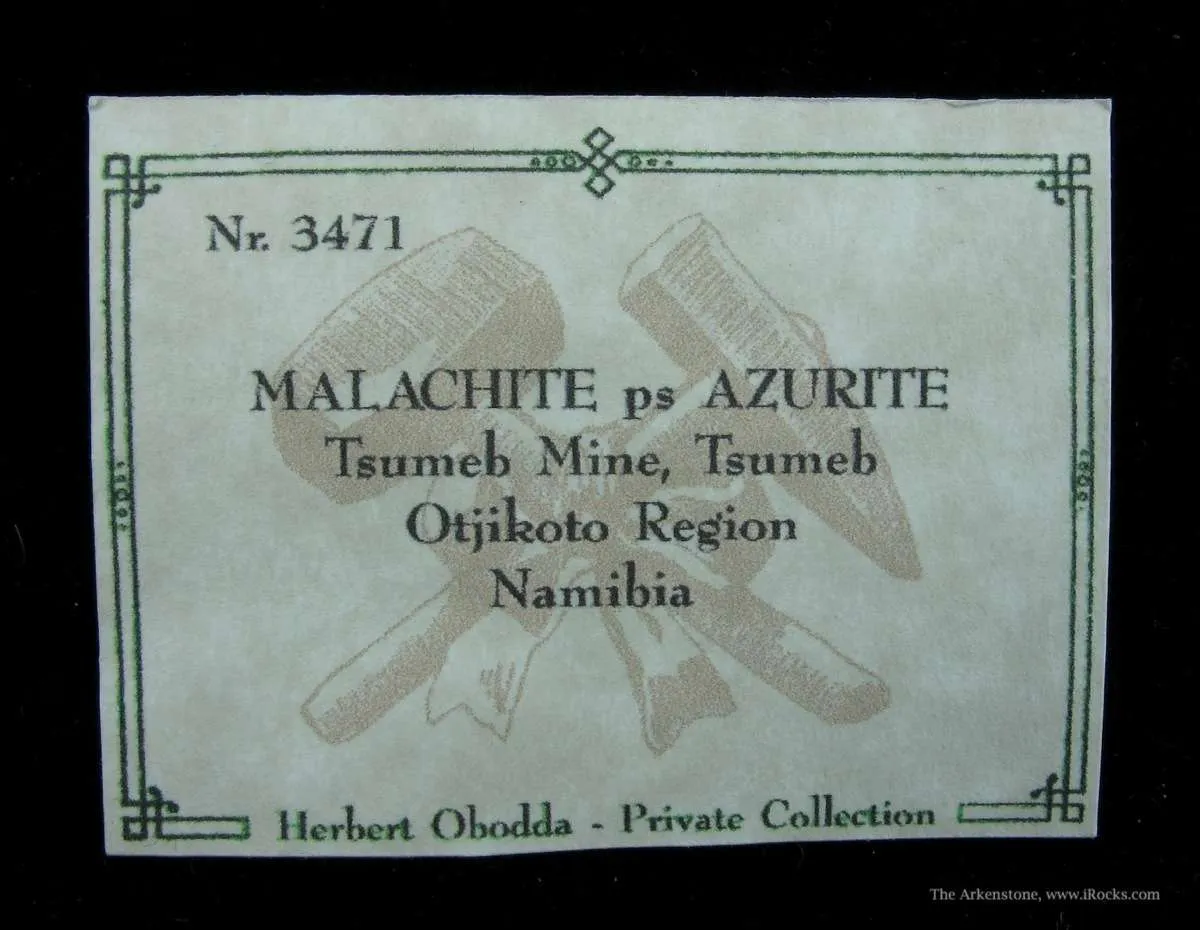 Nr. 3471
MALACHITE ps AZURITE
Tsumeb Mine, Tsumeb
Otjikoto Region
Namibia
Herbert Obodda - Private Collection
The Arkenstone, www.iRocks.com